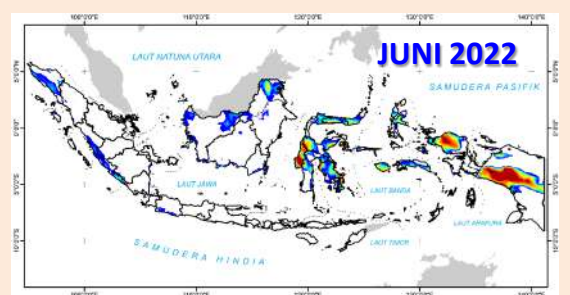 JUNI 2022
LAUT NATUNA UTARA
SAMUDERA PASIFIK
LAUT JAWA
LAUT BANDA
LAUT ARAFURA
LAUT TIMOR
SAMUDERA HINDIA